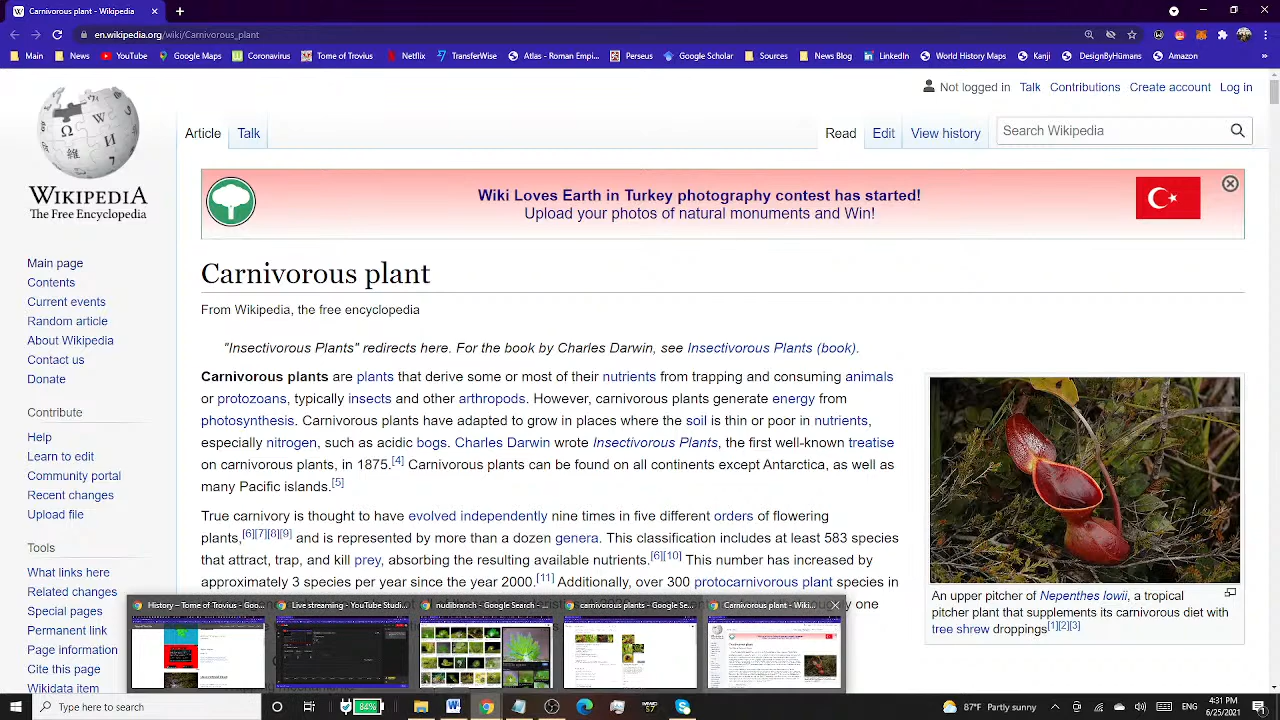 Carnivorous plant - Wikipedia
en.wikipedia.org/wiki/Carnivorous_plant
Main
News
YouTube
Google Maps
Coronavirus
Tome of Trovius
Netflix
TransferWise
Atlas - Roman Empi...
Perseus
Google Scholar
Sources
News Blog
LinkedIn
World History Maps
Kenji
DesignByHumans
Amazon
Not logged in Talk Contributions Create account Log in
Article Talk
Read Edit View history
Search Wikipedia
WIKIPEDIA
The Free Encyclopedia
Wiki Loves Earth in Turkey photography contest has started!
Upload your photos of natural monuments and Win!
Main page
Contents
Current events
Random article
About Wikipedia
Contact us
Donate
Contribute
Help
Learn to edit
Community portal
Recent changes
Upload file
Tools
What links here
Related changes
Special pages
Page information
Wikidata item
Carnivorous plant
From Wikipedia, the free encyclopedia
"Insectivorous Plants" redirects here. For the book by Charles Darwin, see Insectivorous Plants (book).
Carnivorous plants are plants that derive some or most of their nutrients from trapping and consuming animals
or protozoans, typically insects and other arthropods. However, carnivorous plants generate energy from
photosynthesis. Carnivorous plants have adapted to grow in places where the soil is thin or poor in nutrients,
especially nitrogen, such as acidic bogs. Charles Darwin wrote Insectivorous Plants, the first well-known treatise
on carnivorous plants, in 1875.[4] Carnivorous plants can be found on all continents except Antarctica, as well as
many Pacific islands.[5]
True carnivory is thought to have evolved independently nine times in five different orders of flowering
plants,[6][7][8][9] and is represented by more than a dozen genera. This classification includes at least 583 species
that attract, trap, and kill prey, absorbing the resulting available nutrients.[6][10] This number has increased by
approximately 3 species per year since the year 2000.[11] Additionally, over 300 protocarnivorous plant species in
one
An upper pitcher of Nepenthes lowii, a tropical
pitcher plant that supplements its carnivorous
[1][2][3]
History - Tome of Trovius - Goo...
Live streaming - YouTube Studi...
nudibranch - Google Search - ...
carnivorous plant - Google Se...
Carnivorous plant - Wiki...
Type here to search
84%
87°F Partly sunny
4:31 PM
6/25/2021